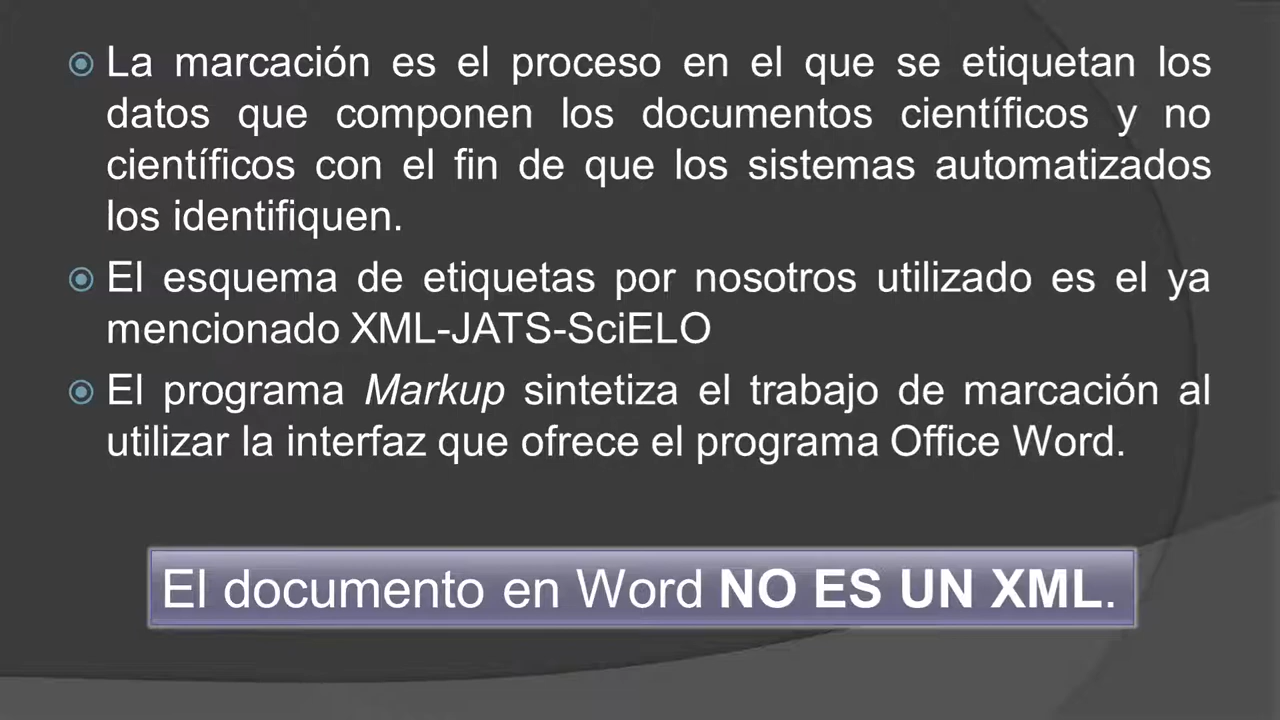 La marcación es el proceso en el que se etiquetan los
datos que componen los documentos científicos y no
científicos con el fin de que los sistemas automatizados
los identifiquen.
El esquema de etiquetas por nosotros utilizado es el ya
mencionado XML-JATS-SciELO
El programa Markup sintetiza el trabajo de marcación al
utilizar la interfaz que ofrece el programa Office Word.
El documento en Word NO ES UN XML.